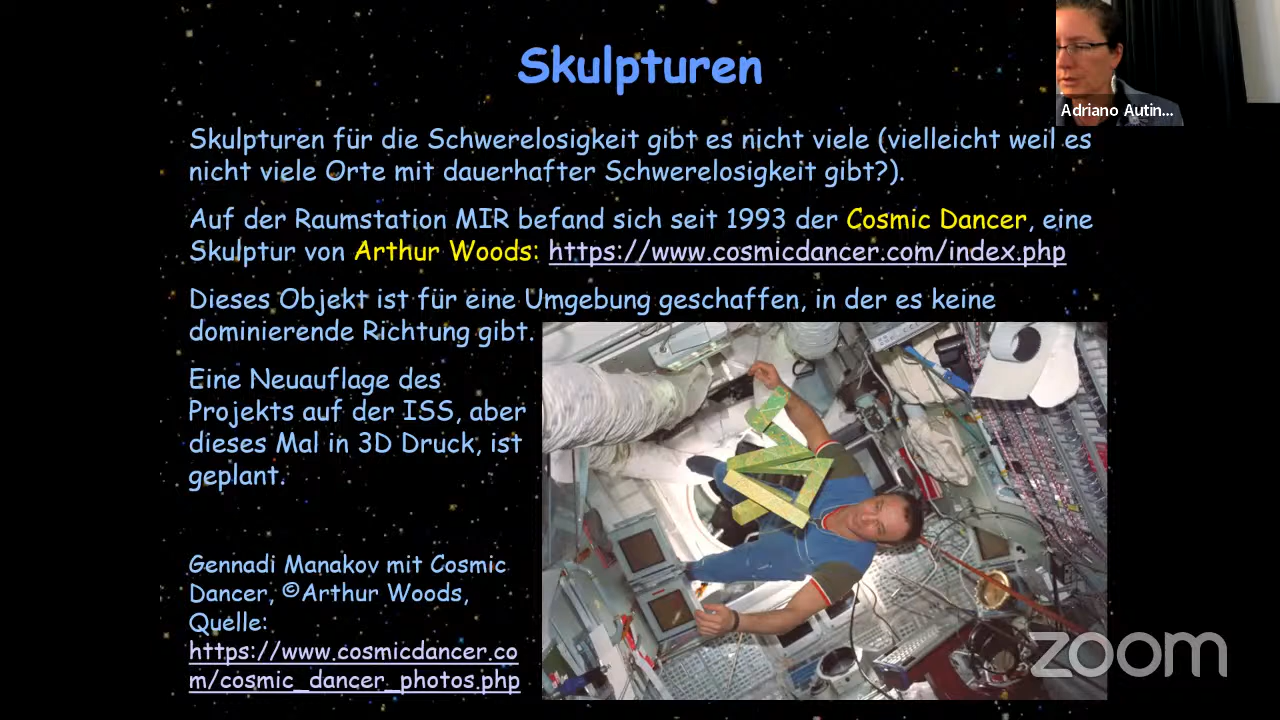 Skulpturen
Adriano Autin...
Skulpturen für die Schwerelosigkeit gibt es nicht viele (vielleicht weil es
nicht viele Orte mit dauerhafter Schwerelosigkeit gibt?).
Auf der Raumstation MIR befand sich seit 1993 der Cosmic Dancer, eine
Skulptur von Arthur Woods: https://www.cosmicdancer.com/index.php
Dieses Objekt ist für eine Umgebung geschaffen, in der es keine
dominierende Richtung gibt.
Eine Neuauflage des
Projekts auf der ISS, aber
dieses Mal in 3D Druck, ist
geplant.
Gennadi Manakov mit Cosmic
Dancer, ©Arthur Woods,
Quelle:
https://www.cosmicdancer.co
m/cosmic_dancer_photos.php
zoom